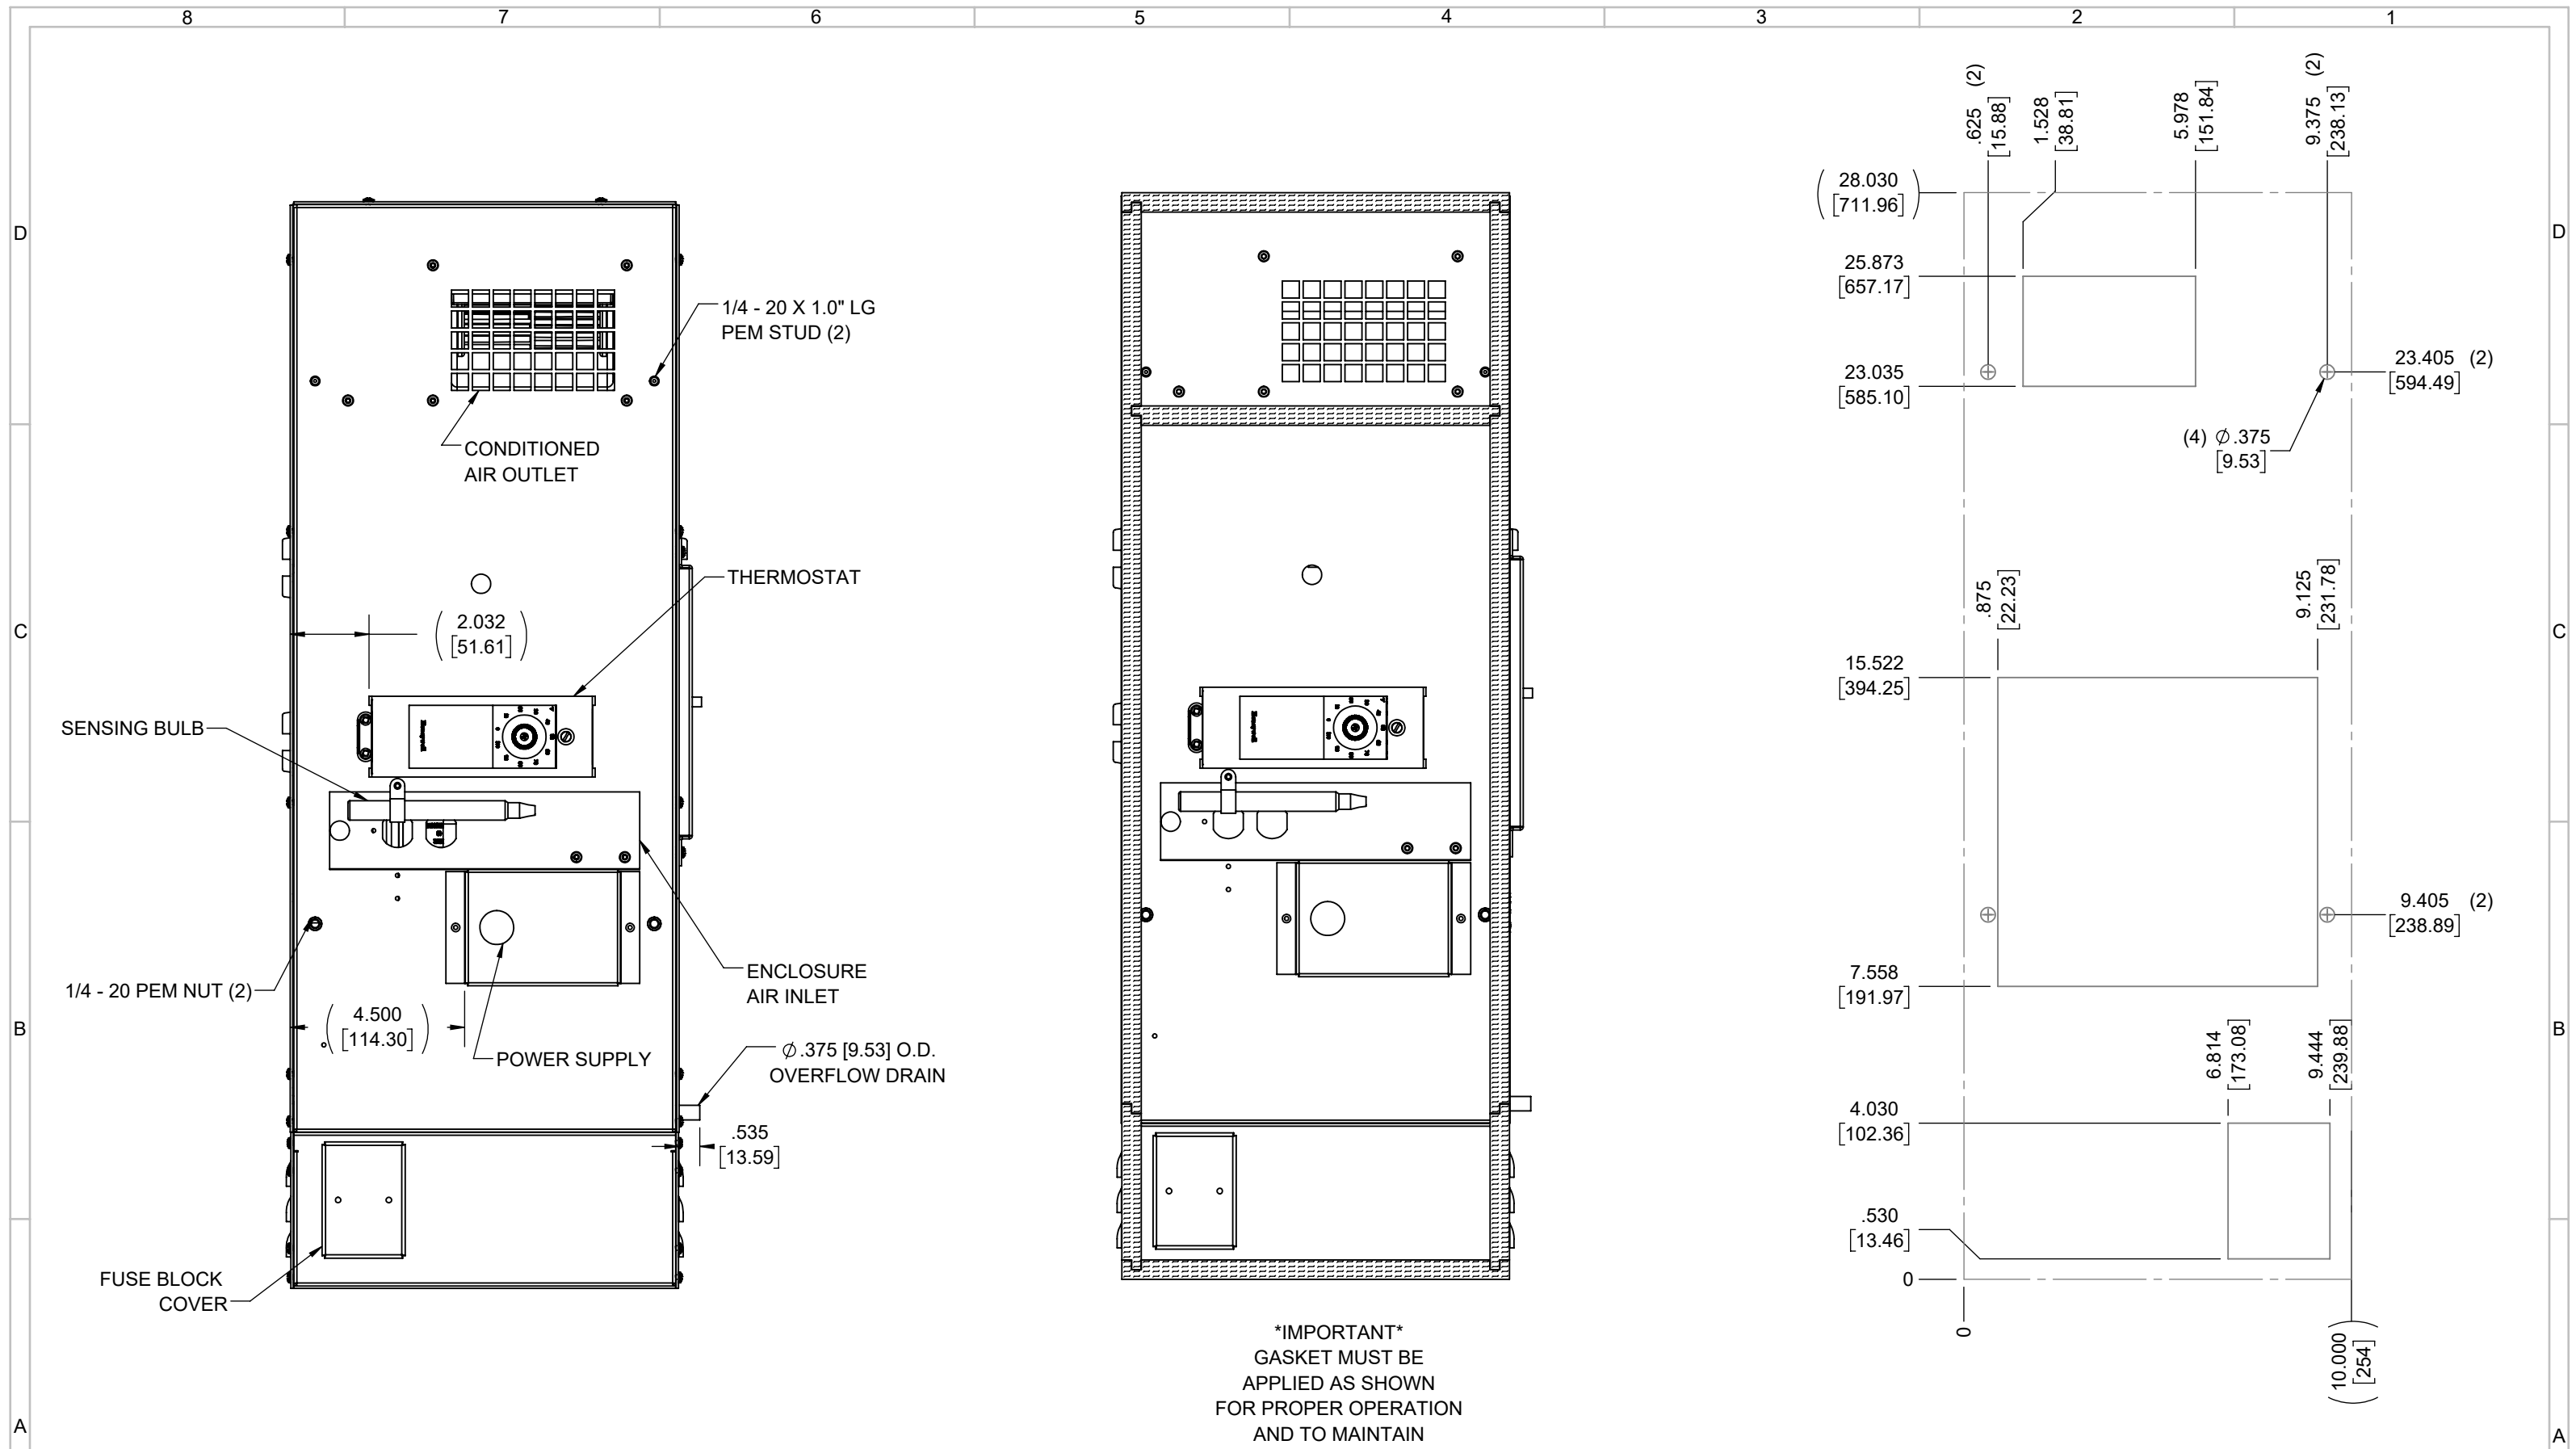 8 7 6 5 4 3 2 1
D
C
B
A
D
C
B
A
1/4 - 20 X 1.0" LG
PEM STUD (2)
CONDITIONED
AIR OUTLET
THERMOSTAT
2.032
[51.61]
SENSING BULB
1/4 - 20 PEM NUT (2)
ENCLOSURE
AIR INLET
4.500
[114.30]
POWER SUPPLY
Ø.375 [9.53] O.D.
OVERFLOW DRAIN
.535
[13.59]
FUSE BLOCK
COVER
*IMPORTANT*
GASKET MUST BE
APPLIED AS SHOWN
FOR PROPER OPERATION
AND TO MAINTAIN
.625 (2)
[15.88]
1.528
[38.81]
5.978
[151.84]
9.375 (2)
[238.13]
(28.030)
[711.96]
25.873
[657.17]
23.035
[585.10]
23.405 (2)
[594.49]
(4) Ø.375
[9.53]
.875
[22.23]
9.125
[231.78]
15.522
[394.25]
9.405 (2)
[238.89]
7.558
[191.97]
6.814
[173.08]
9.444
[239.88]
4.030
[102.36]
.530
[13.46]
0
0
(10.000)
[254]